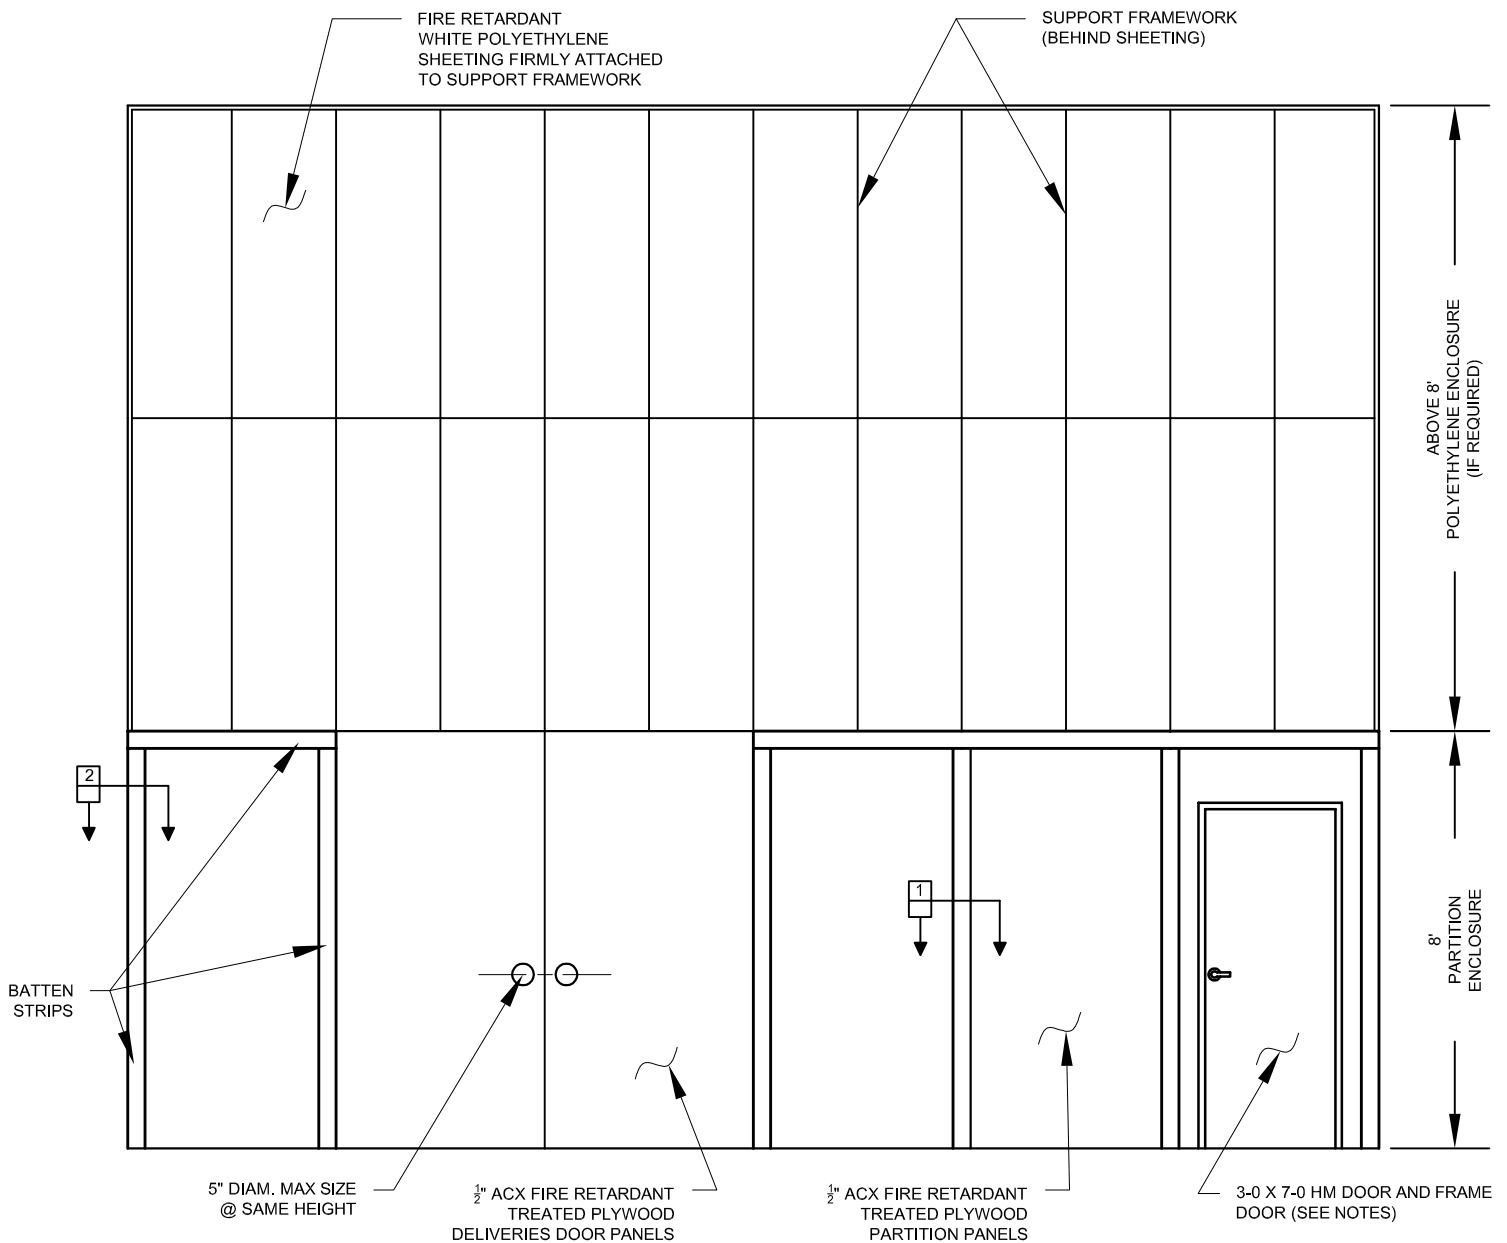 FIRE RETARDANT
WHITE POLYETHYLENE
SHEETING FIRMLY ATTACHED
TO SUPPORT FRAMEWORK
SUPPORT FRAMEWORK
(BEHIND SHEETING)
ABOVE 8'
POLYETHYLENE ENCLOSURE
(IF REQUIRED)
2
1
8'
PARTITION
ENCLOSURE
BATTEN
STRIPS
5" DIAM. MAX SIZE
@ SAME HEIGHT
½" ACX FIRE RETARDANT
TREATED PLYWOOD
DELIVERIES DOOR PANELS
½" ACX FIRE RETARDANT
TREATED PLYWOOD
PARTITION PANELS
3-0 X 7-0 HM DOOR AND FRAME
DOOR (SEE NOTES)